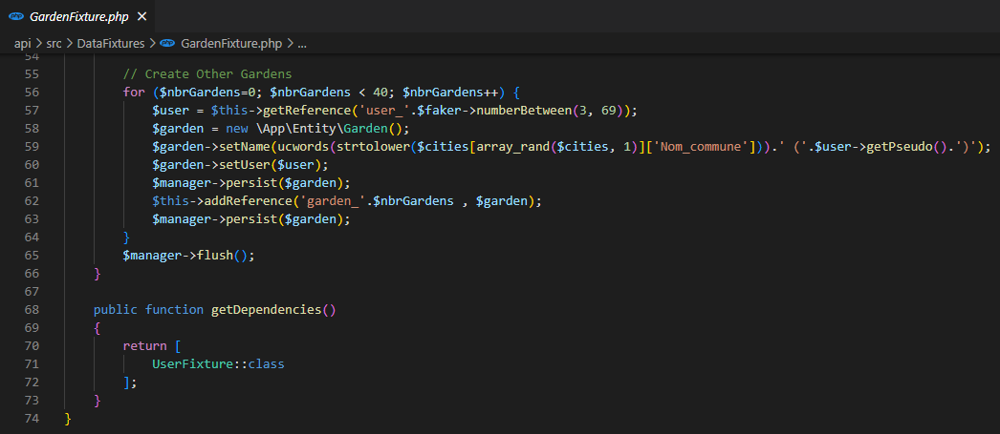 GardenFixture.php ×
api > src > DataFixtures > GardenFixture.php > ...
54
55 // Create Other Gardens
56 for ($nbrGardens=0; $nbrGardens < 40; $nbrGardens++) {
57 $user = $this->getReference('user_'.$faker->numberBetween(3, 69));
58 $garden = new \App\Entity\Garden();
59 $garden->setName(ucwords(strtolower($cities[array_rand($cities, 1)]['Nom_commune'])).' ('.$user->getPseudo().')');
60 $garden->setUser($user);
61 $manager->persist($garden);
62 $this->addReference('garden_'.$nbrGardens , $garden);
63 $manager->persist($garden);
64 }
65 $manager->flush();
66 }
67
68 public function getDependencies()
69 {
70 return [
71 UserFixture::class
72 ];
73 }
74 }